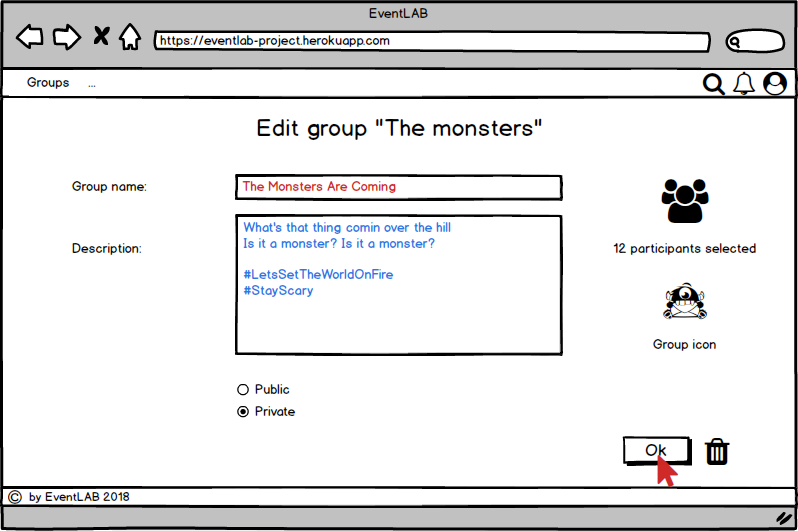 EventLAB
https://eventlab-project.herokuapp.com
Groups ...
Edit group "The monsters"
Group name:
The Monsters Are Coming
Description:
What's that thing comin over the hill
Is it a monster? Is it a monster?
#LetsSetTheWorldOnFire
#StayScary
12 participants selected
Group icon
Public
Private
Ok
© by EventLAB 2018